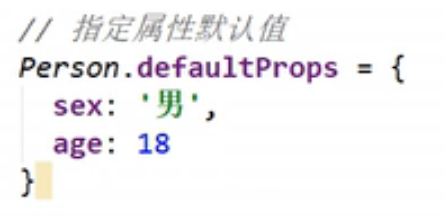 // 指定属性默认值
Person.defaultProps = {
  sex: '男',
  age: 18
}